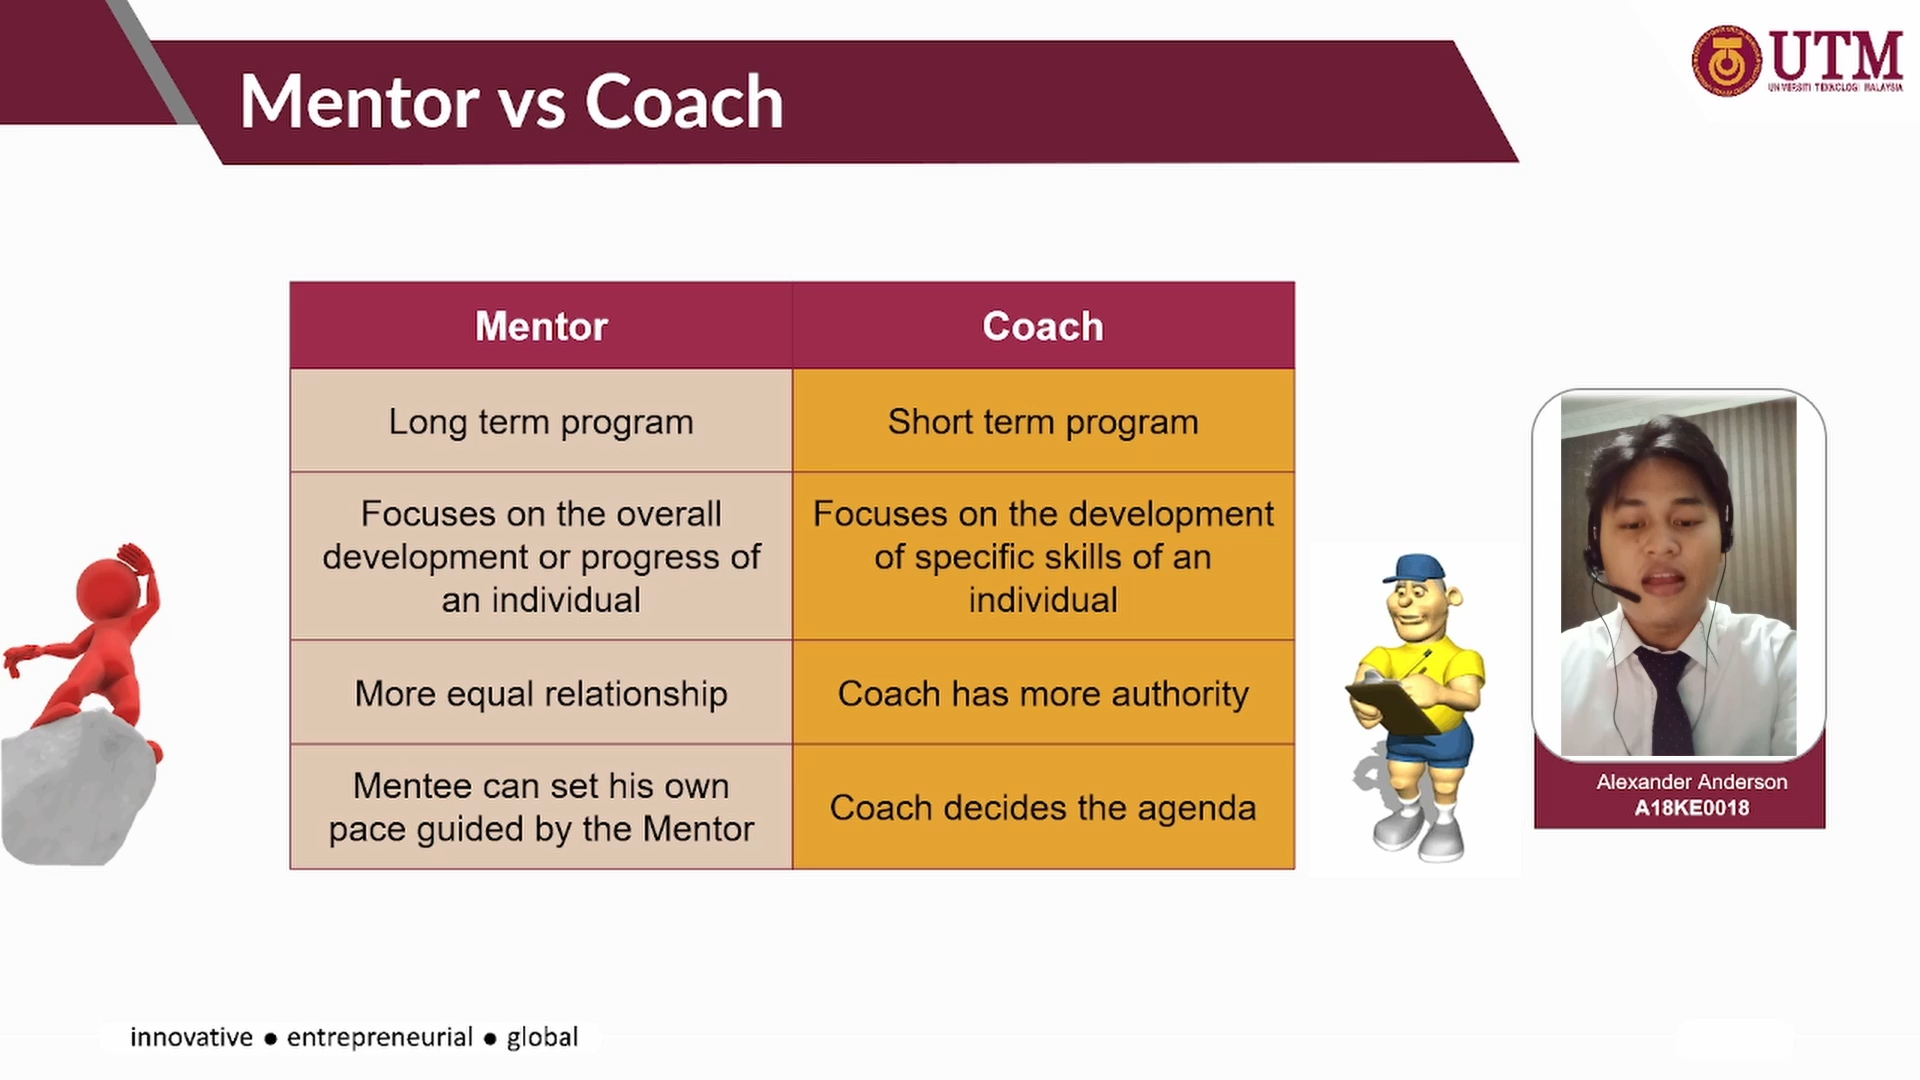 Mentor vs Coach
UTM
UNIVERSITI TEKNOLOGI MALAYSIA
Mentor
Coach
Long term program
Short term program
Focuses on the overall
development or progress of
an individual
Focuses on the development
of specific skills of an
individual
More equal relationship
Coach has more authority
Mentee can set his own
pace guided by the Mentor
Coach decides the agenda
Alexander Anderson
A18KE0018
innovative ● entrepreneurial ● global